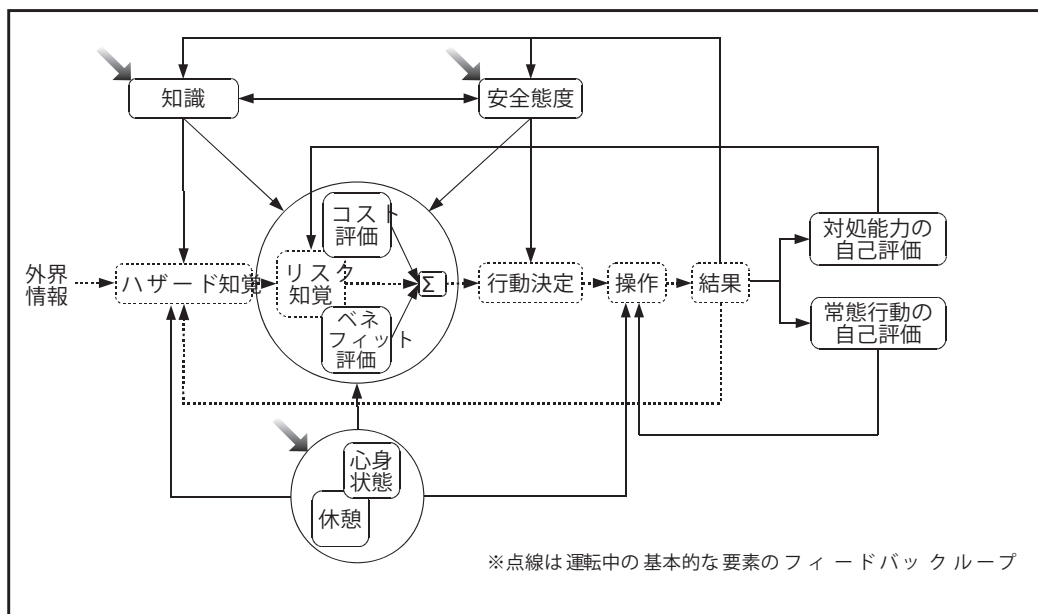 知識
安全態度
コスト
評価
対処能力の
自己評価
外界
情報
ハザード知覚
リスク
知覚
Σ
行動決定
操作
結果
ベネ
フィット
評価
常態行動の
自己評価
心身
状態
休憩
※点線は運転中の基本的な要素のフィードバックループ